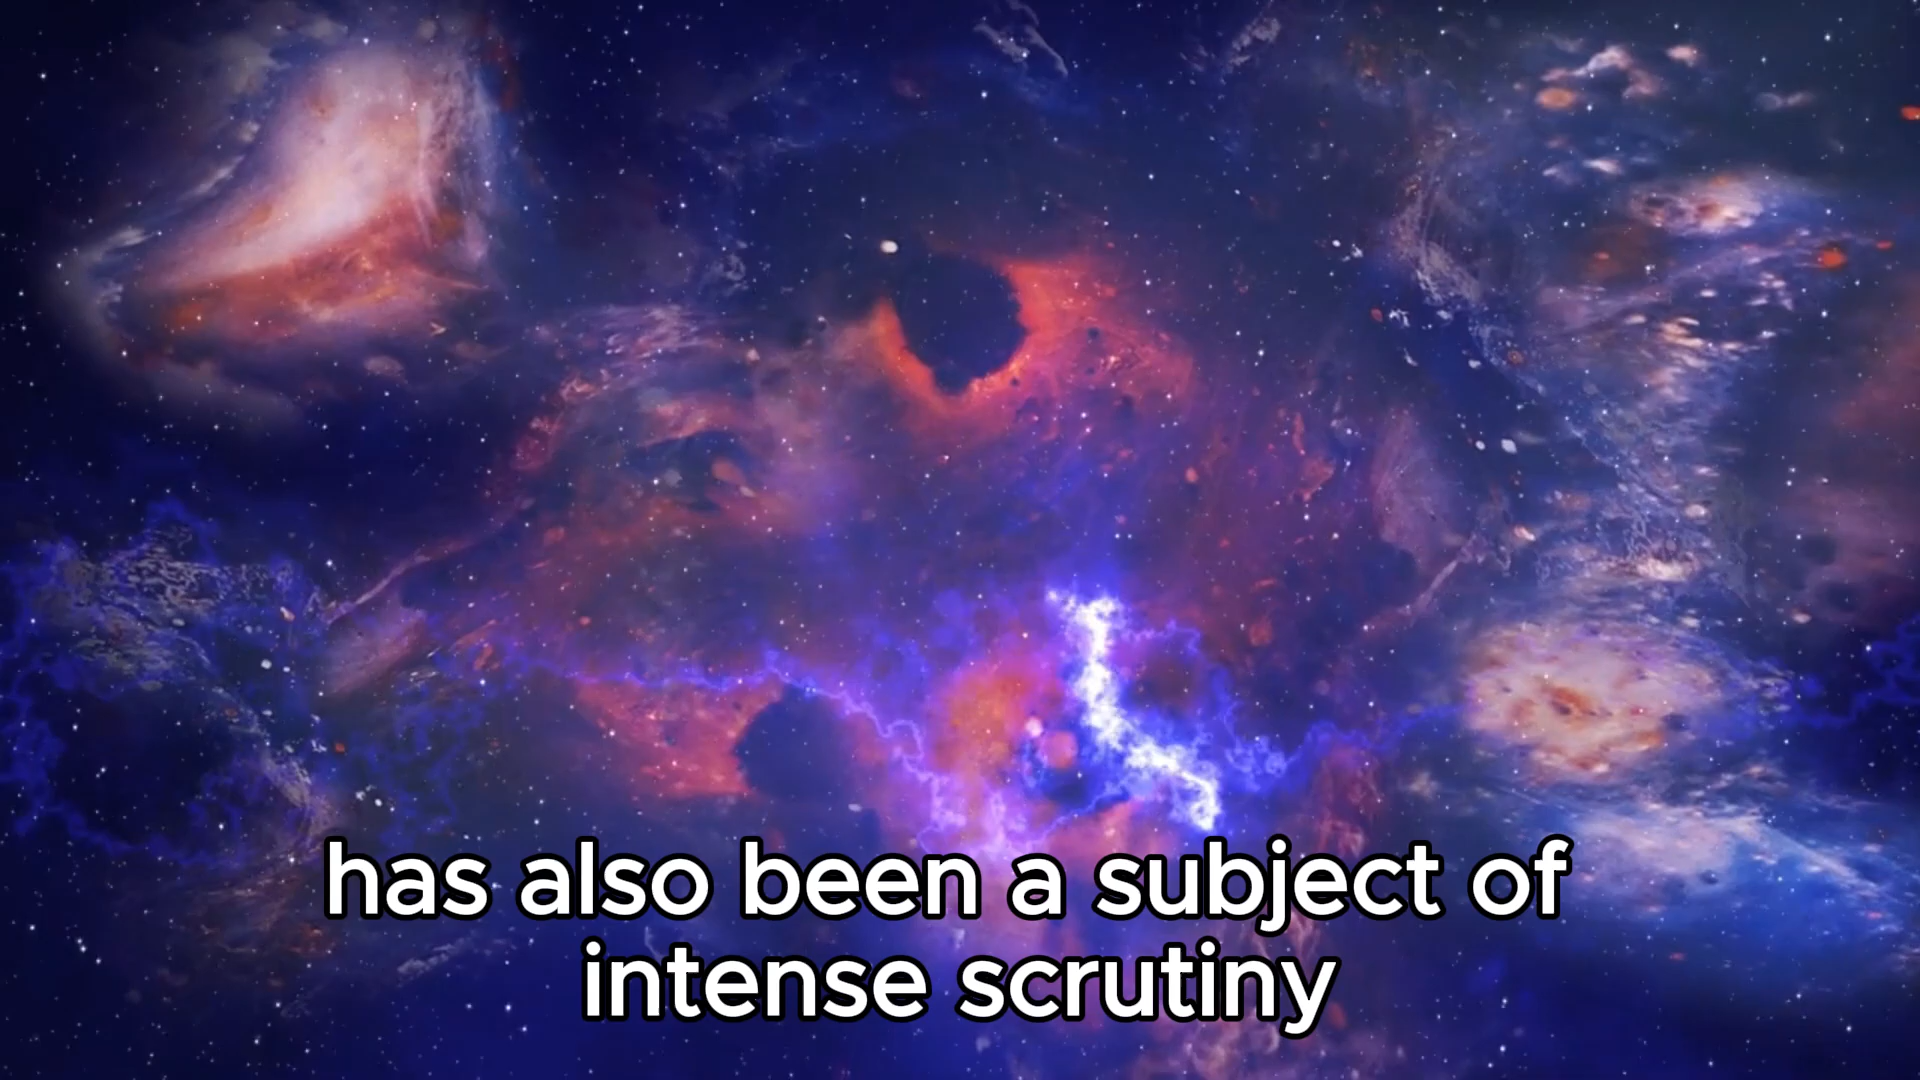 has also been a subject of
intense scrutiny